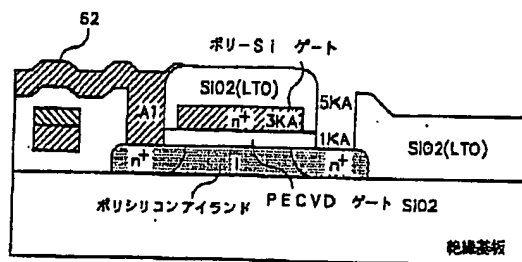 62
ポリーSi ゲート
SiO2(LTO)
Al
n+ 3KA
5KA
1KA
n+
i
n+
SiO2(LTO)
ポリシリコンアイランド
PECVD ゲート SiO2
絶縁基板